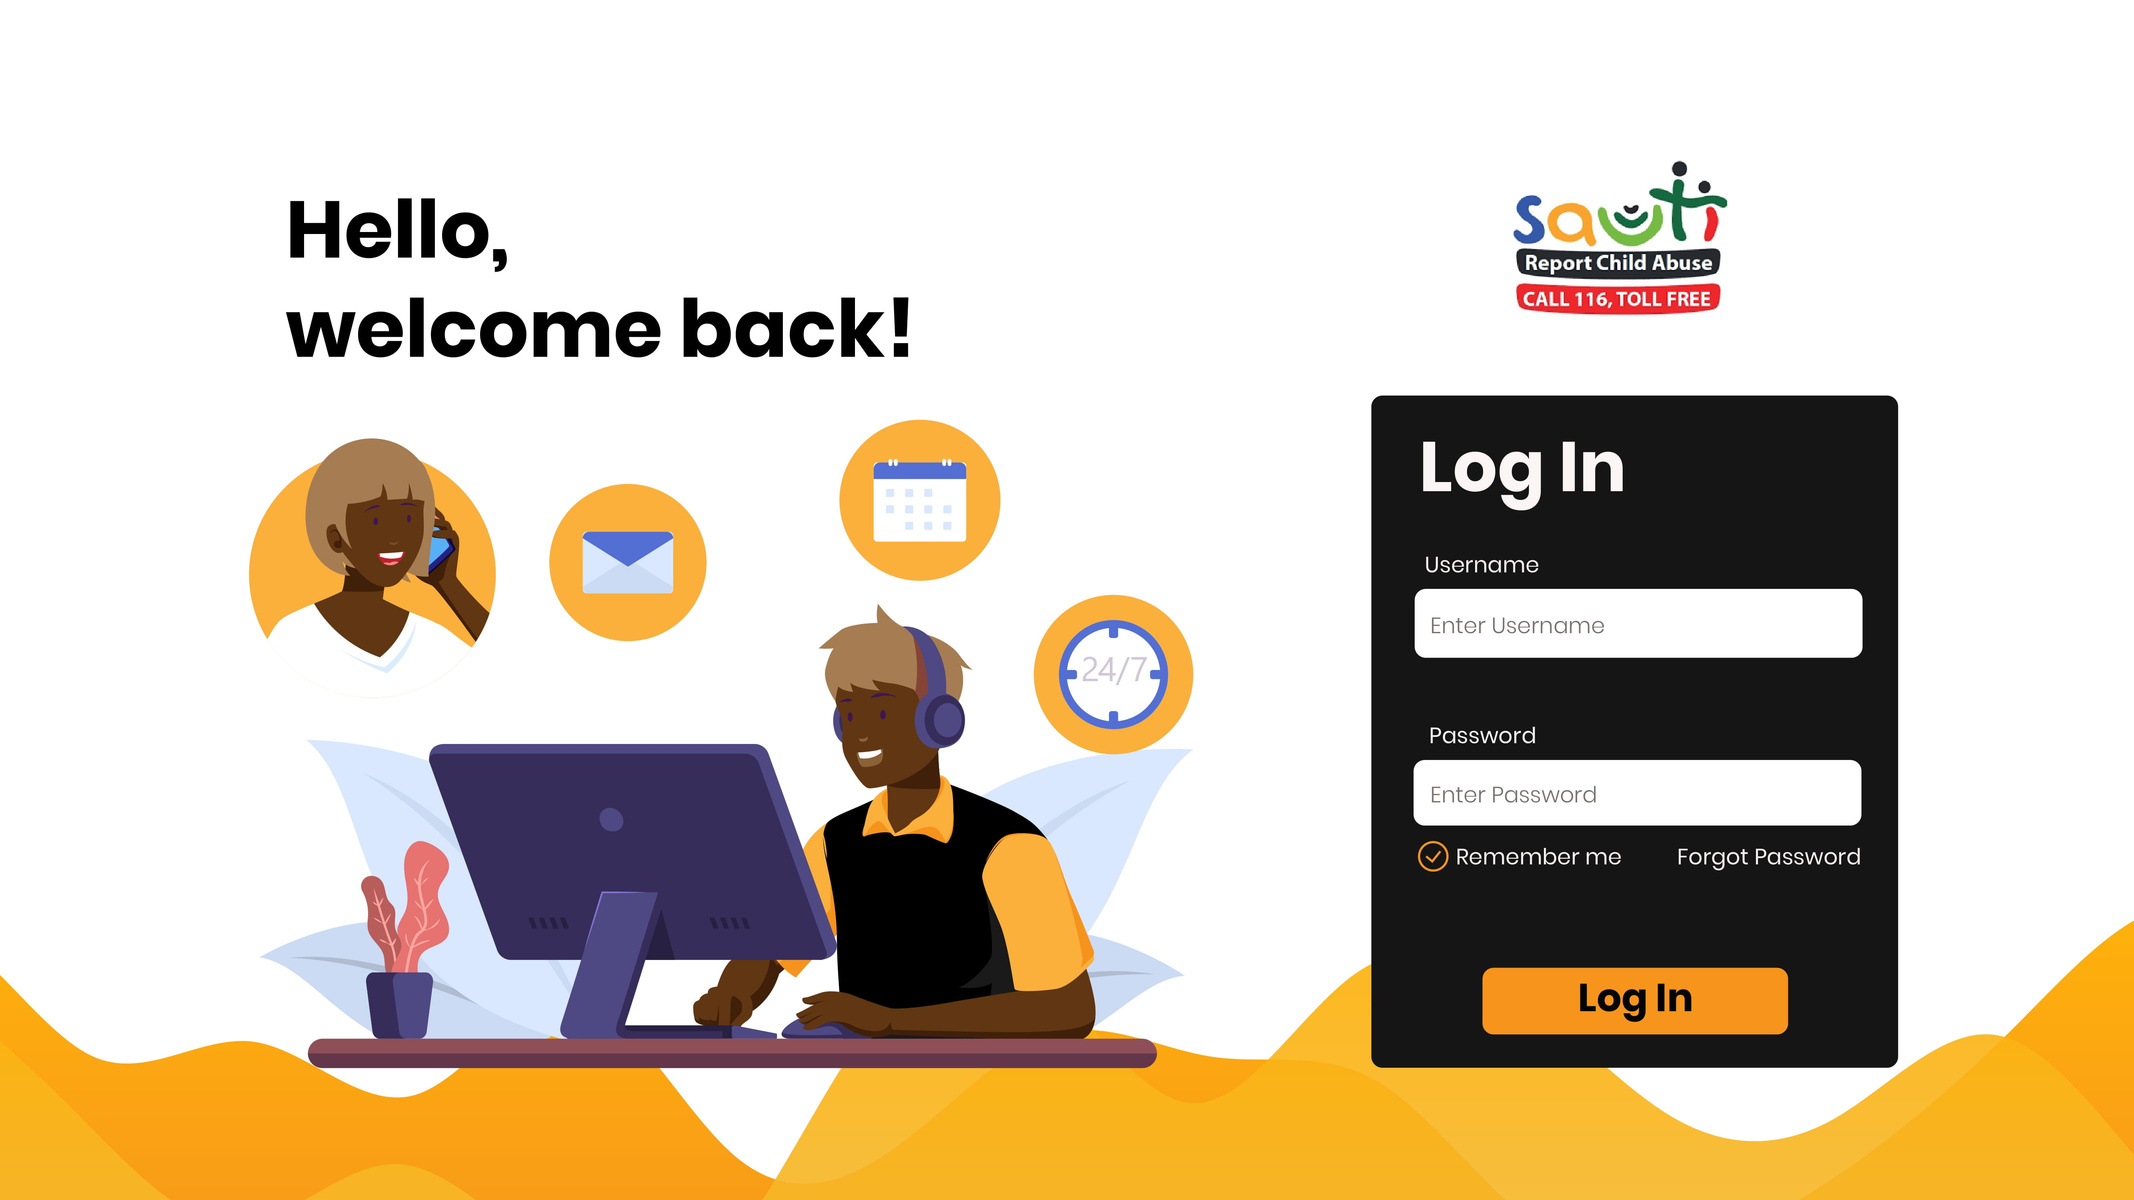 Hello,
welcome back!
sauti
Report Child Abuse
CALL 116, TOLL FREE
24/7
Log In
Username
Enter Username
Password
Enter Password
Remember me
Forgot Password
Log In